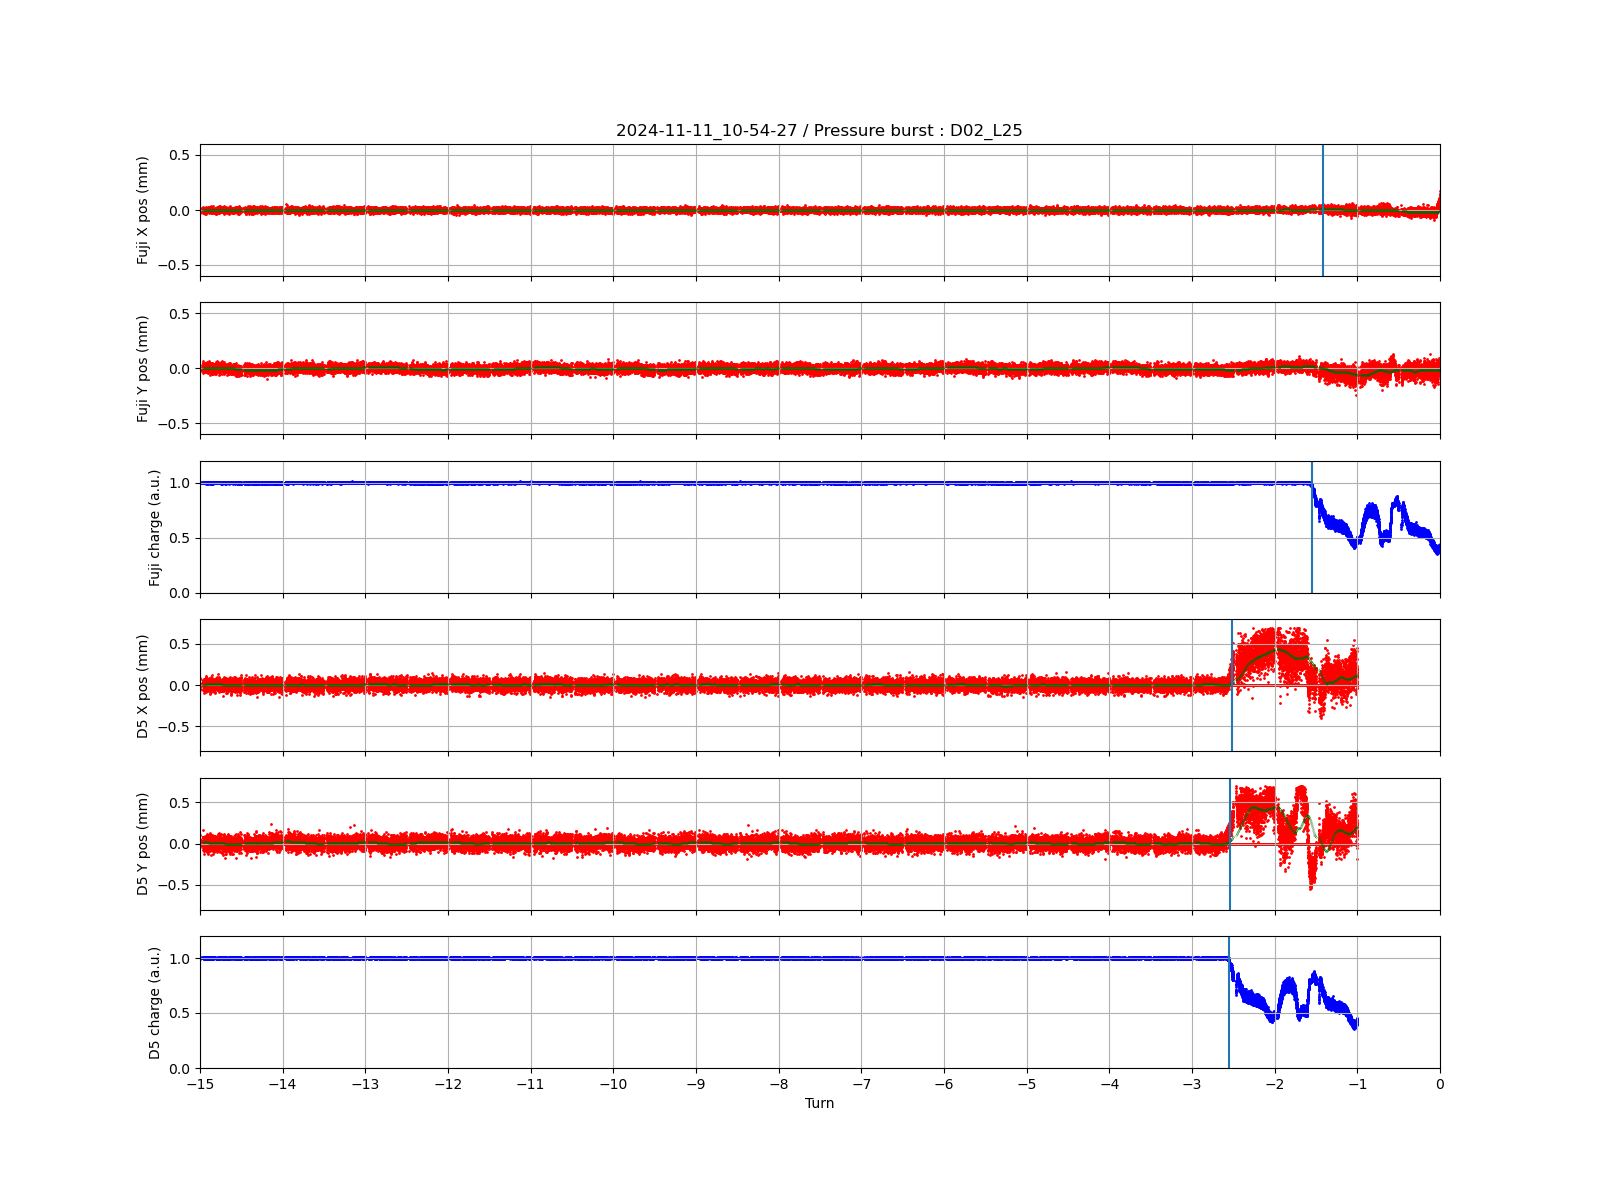 2024-11-11_10-54-27 / Pressure burst : D02_L25
0.5
0.0
−0.5
Fuji X pos (mm)
0.5
0.0
−0.5
Fuji Y pos (mm)
1.0
0.5
0.0
Fuji charge (a.u.)
0.5
0.0
−0.5
D5 X pos (mm)
0.5
0.0
−0.5
D5 Y pos (mm)
1.0
0.5
0.0
D5 charge (a.u.)
−15 −14 −13 −12 −11 −10 −9 −8 −7 −6 −5 −4 −3 −2 −1 0
Turn